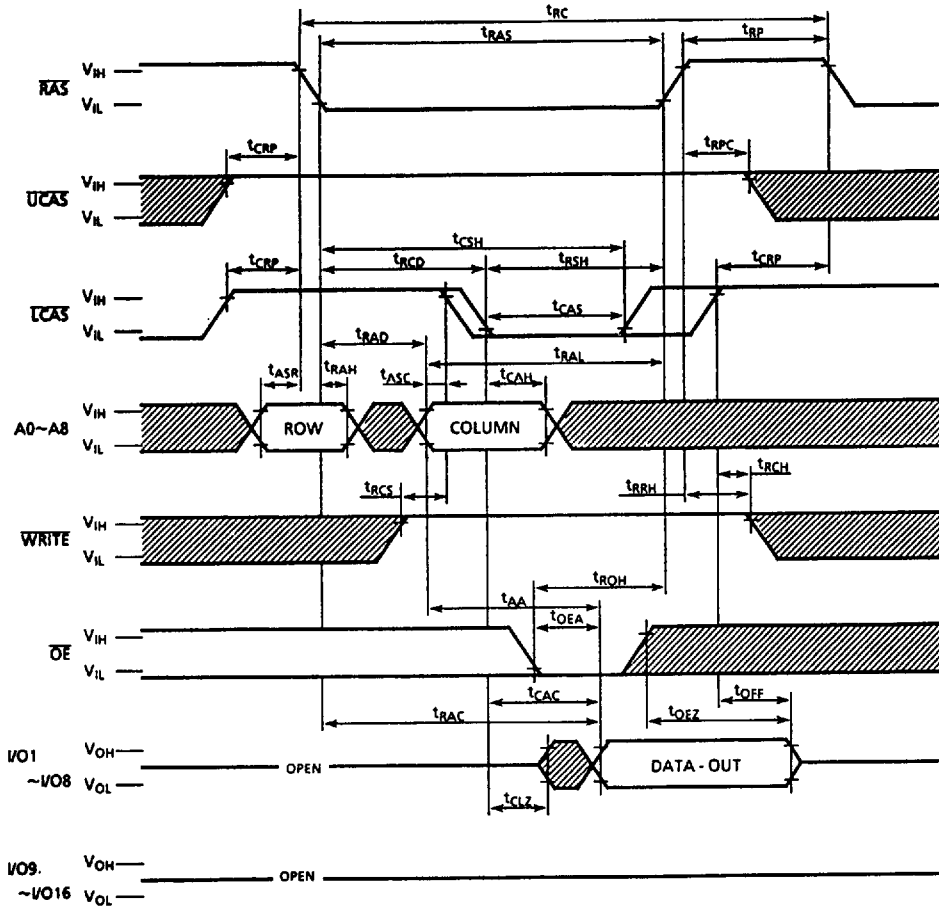 tRC
tRAS
tRP
RAS
VIH
VIL
tCRP
tRPC
UCAS
VIH
VIL
tCSH
tCRP
tRCD
tRSH
tCRP
LCAS
VIH
VIL
tCAS
tRAD
tRAL
tASR
tRAH
tASC
tCAH
A0~A8
VIH
VIL
ROW
COLUMN
tRCH
tRCS
tRRH
WRITE
VIH
VIL
tROH
tAA
tOEA
OE
VIH
VIL
tCAC
tOFF
tRAC
tOEZ
I/O1
~I/O8
VOH
VOL
OPEN
DATA - OUT
tCLZ
I/O9.
~I/O16
VOH
VOL
OPEN